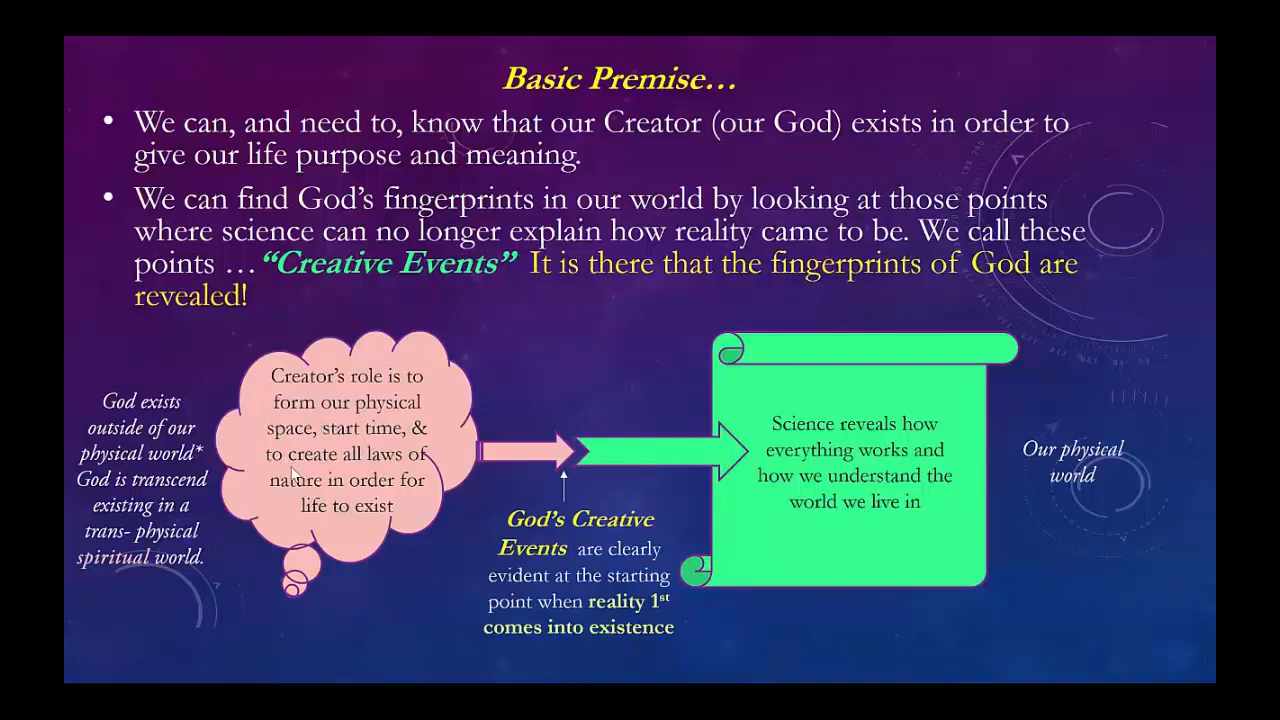 Basic Premise…
• We can, and need to, know that our Creator (our God) exists in order to
give our life purpose and meaning.
• We can find God's fingerprints in our world by looking at those points
where science can no longer explain how reality came to be. We call these
points … "Creative Events" It is there that the fingerprints of God are
revealed!
God exists
outside of our
physical world*
God is transcend
existing in a
trans- physical
spiritual world.
Creator's role is to
form our physical
space, start time, &
to create all laws of
nature in order for
life to exist
God's Creative
Events are clearly
evident at the starting
point when reality 1st
comes into existence
Science reveals how
everything works and
how we understand the
world we live in
Our physical
world